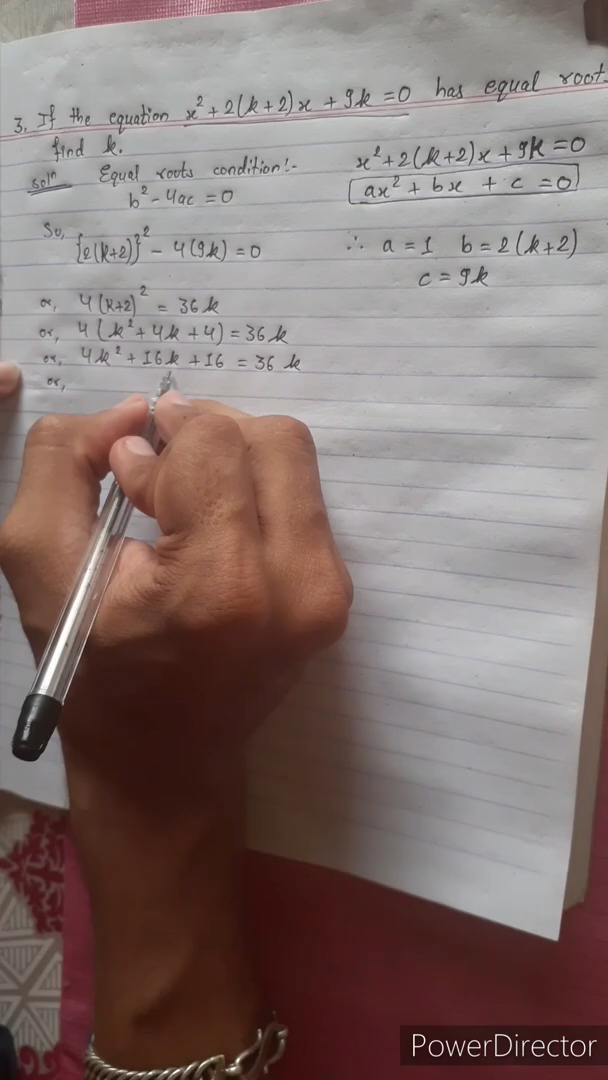 3. If the equation x² + 2(k+2)x + 9k = 0 has equal root
find k.
solⁿ Equal roots condition:-
b² - 4ac = 0
x² + 2(k+2)x + 9k = 0
ax² + bx + c = 0
So,
{2(k+2)}² - 4(9k) = 0
∴ a = 1 b = 2(k+2)
c = 9k
or, 4(k+2)² = 36k
or, 4(k² + 4k + 4) = 36k
or, 4k² + 16k + 16 = 36k
or,
PowerDirector